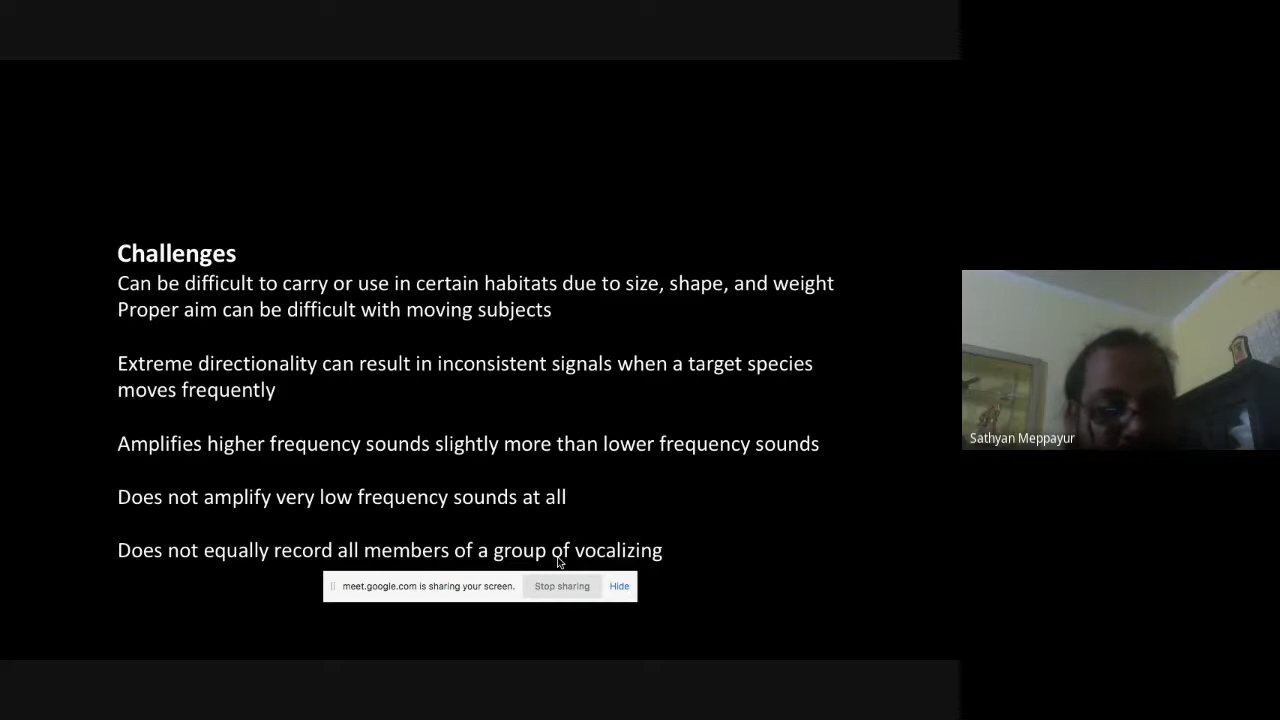 Challenges
Can be difficult to carry or use in certain habitats due to size, shape, and weight
Proper aim can be difficult with moving subjects
Extreme directionality can result in inconsistent signals when a target species
moves frequently
Amplifies higher frequency sounds slightly more than lower frequency sounds
Does not amplify very low frequency sounds at all
Does not equally record all members of a group of vocalizing
meet.google.com is sharing your screen. Stop sharing Hide
Sathyan Meppayur